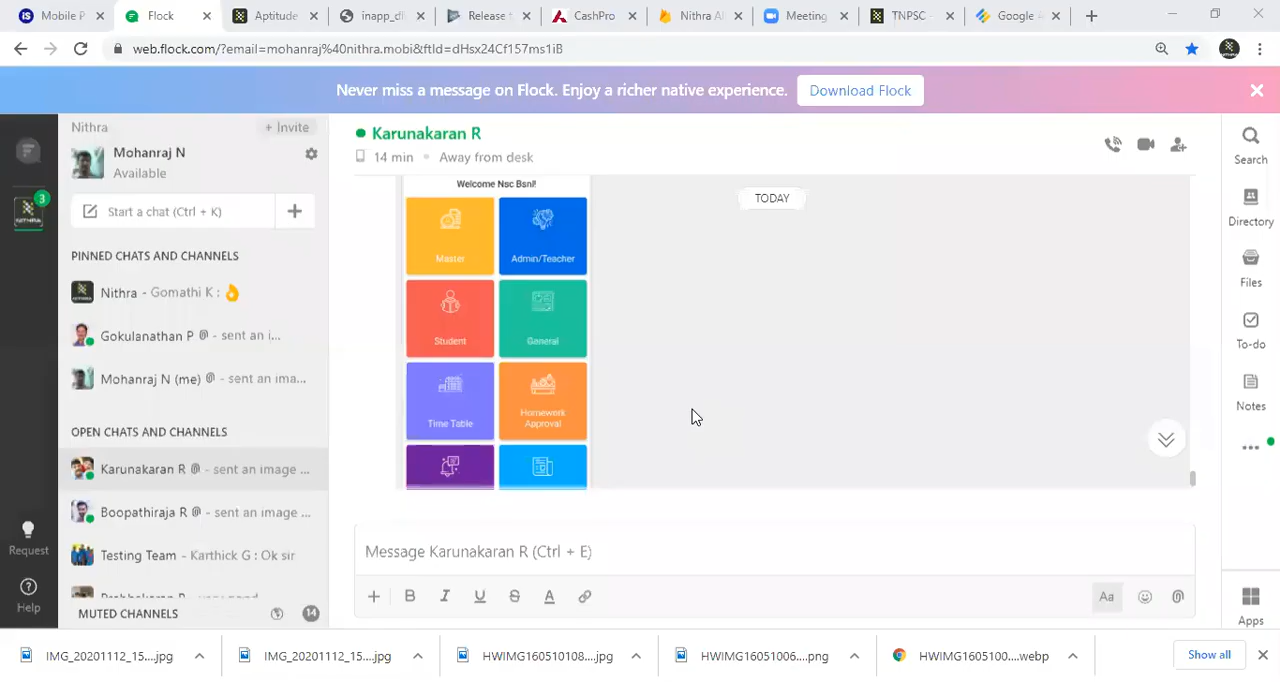 Mobile P
Flock
Aptitude
inapp_dl
Release
CashPro
Nithra A
Meeting
TNPSC -
Google
web.flock.com/?email=mohanraj%40nithra.mobi&ftId=dHsx24Cf157ms1iB
Never miss a message on Flock. Enjoy a richer native experience.
Download Flock
Nithra
+ Invite
Mohanraj N
Available
Start a chat (Ctrl + K)
PINNED CHATS AND CHANNELS
Nithra - Gomathi K : 👌
Gokulanathan P @ - sent an i...
Mohanraj N (me) @ - sent an ima...
OPEN CHATS AND CHANNELS
Karunakaran R @ - sent an image ...
Boopathiraja R @ - sent an image ...
Testing Team - Karthick G : Ok sir
MUTED CHANNELS
14
3
NITHRA
Request
Help
Karunakaran R
14 min • Away from desk
TODAY
Welcome Nsc Bsnl!
Master
Admin/Teacher
Student
General
Time Table
Homework
Approval
Message Karunakaran R (Ctrl + E)
B I U S A
Aa
Search
Directory
Files
To-do
Notes
Apps
IMG_20201112_15....jpg
IMG_20201112_15....jpg
HWIMG160510108....jpg
HWIMG16051006....png
HWIMG1605100....webp
Show all